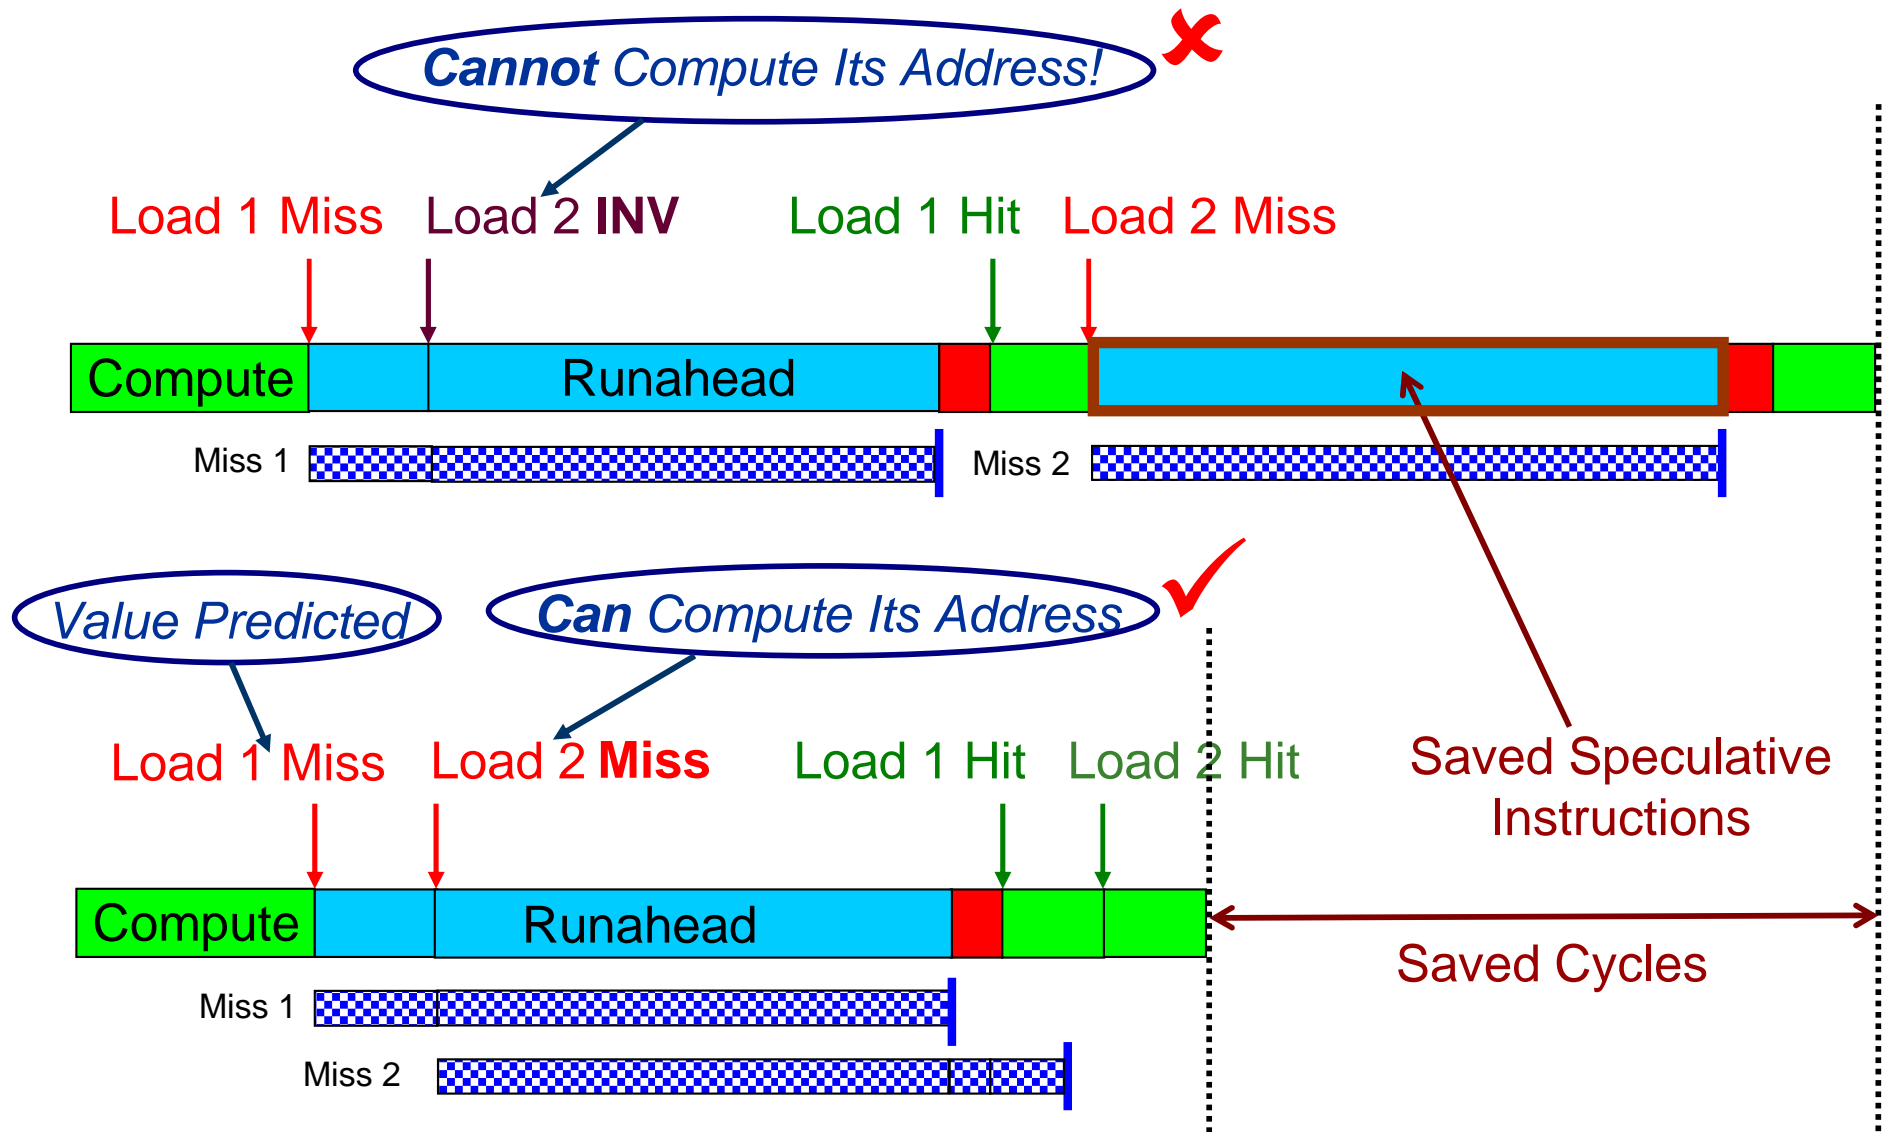 Cannot Compute Its Address!
Load 1 Miss
Load 2 INV
Load 1 Hit
Load 2 Miss
Compute
Runahead
Miss 1
Miss 2
Value Predicted
Can Compute Its Address
Load 1 Miss
Load 2 Miss
Load 1 Hit
Load 2 Hit
Saved Speculative
Instructions
Compute
Runahead
Saved Cycles
Miss 1
Miss 2